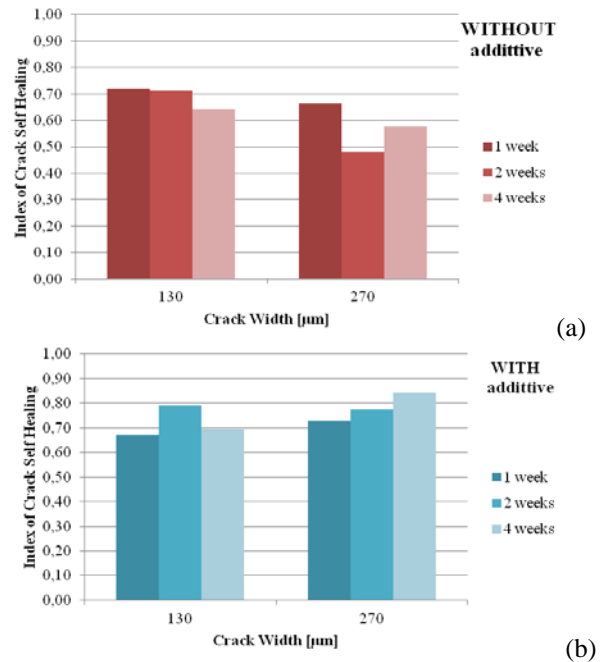 WITHOUT
addittive
Index of Crack Self Healing
1,00
0,90
0,80
0,70
0,60
0,50
0,40
0,30
0,20
0,10
0,00
1 week
2 weeks
4 weeks
130
270
Crack Width [µm]
(a)
WITH
addittive
Index of Crack Self Healing
1,00
0,90
0,80
0,70
0,60
0,50
0,40
0,30
0,20
0,10
0,00
1 week
2 weeks
4 weeks
130
270
Crack Width [µm]
(b)